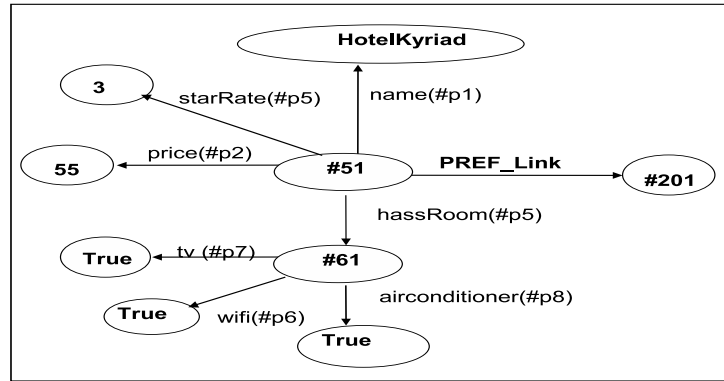 HotelKyriad
3
starRate(#p5)
name(#p1)
55
price(#p2)
#51
PREF_Link
#201
hassRoom(#p5)
True
tv (#p7)
#61
True
wifi(#p6)
airconditioner(#p8)
True